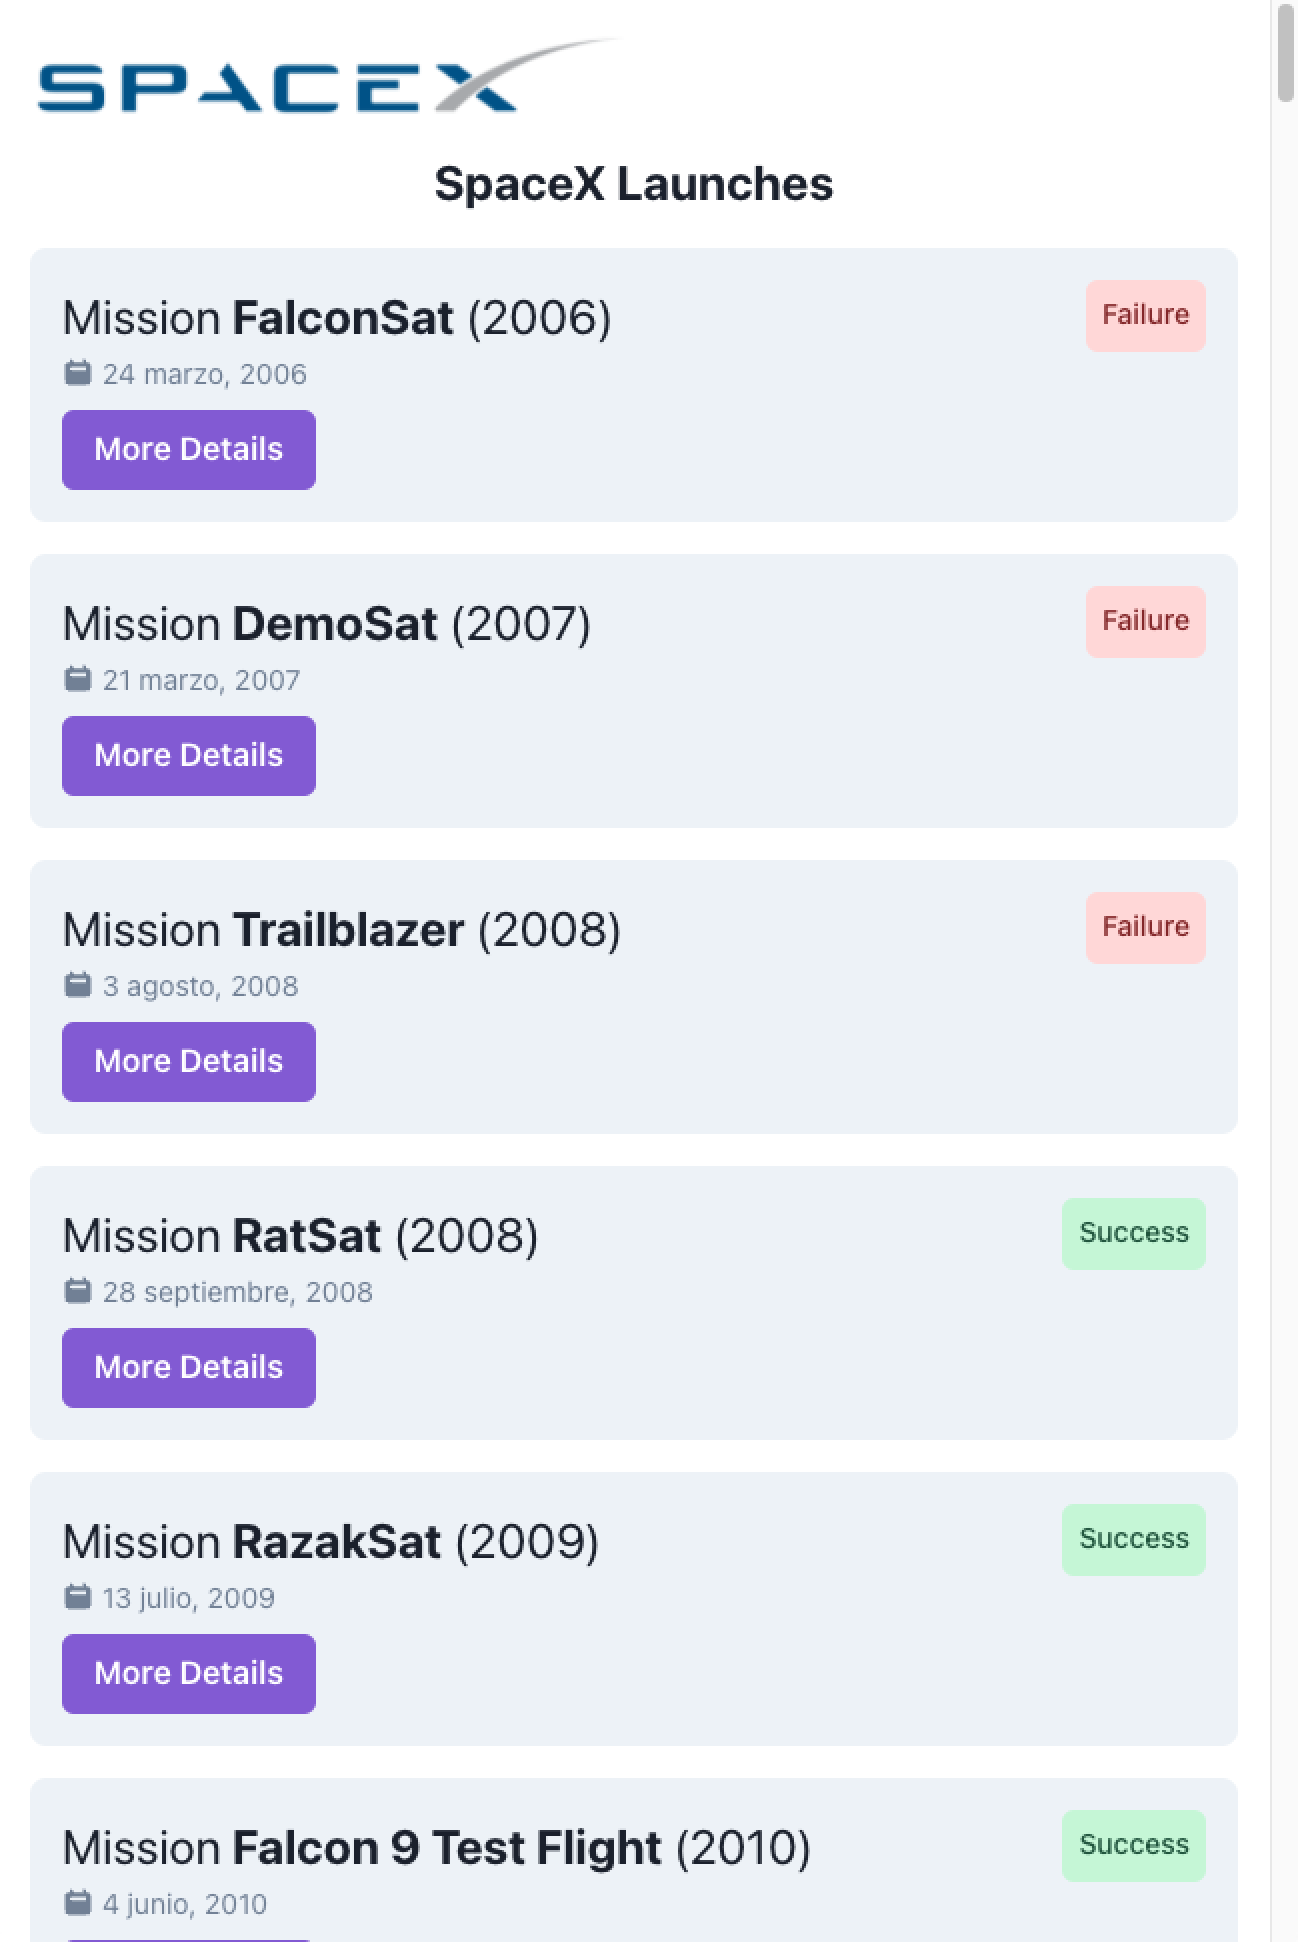 SPACEX
SpaceX Launches
Mission FalconSat (2006)
Failure
24 marzo, 2006
More Details
Mission DemoSat (2007)
Failure
21 marzo, 2007
More Details
Mission Trailblazer (2008)
Failure
3 agosto, 2008
More Details
Mission RatSat (2008)
Success
28 septiembre, 2008
More Details
Mission RazakSat (2009)
Success
13 julio, 2009
More Details
Mission Falcon 9 Test Flight (2010)
Success
4 junio, 2010